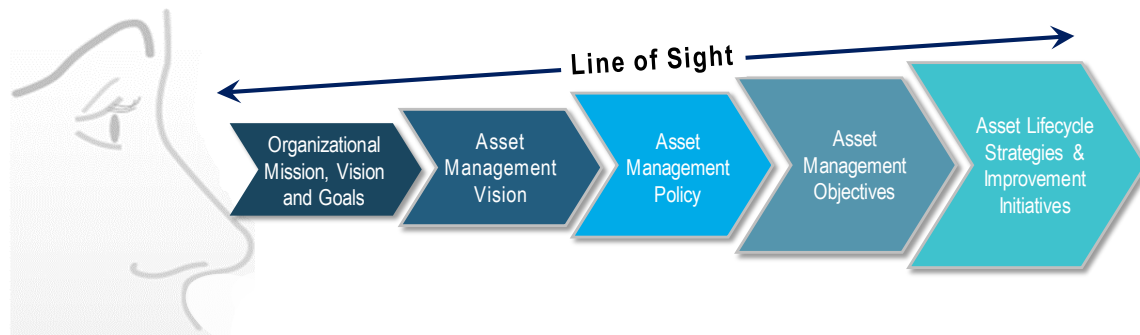 Line of Sight
Organizational
Mission, Vision
and Goals
Asset
Management
Vision
Asset
Management
Policy
Asset
Management
Objectives
Asset Lifecycle
Strategies &
Improvement
Initiatives